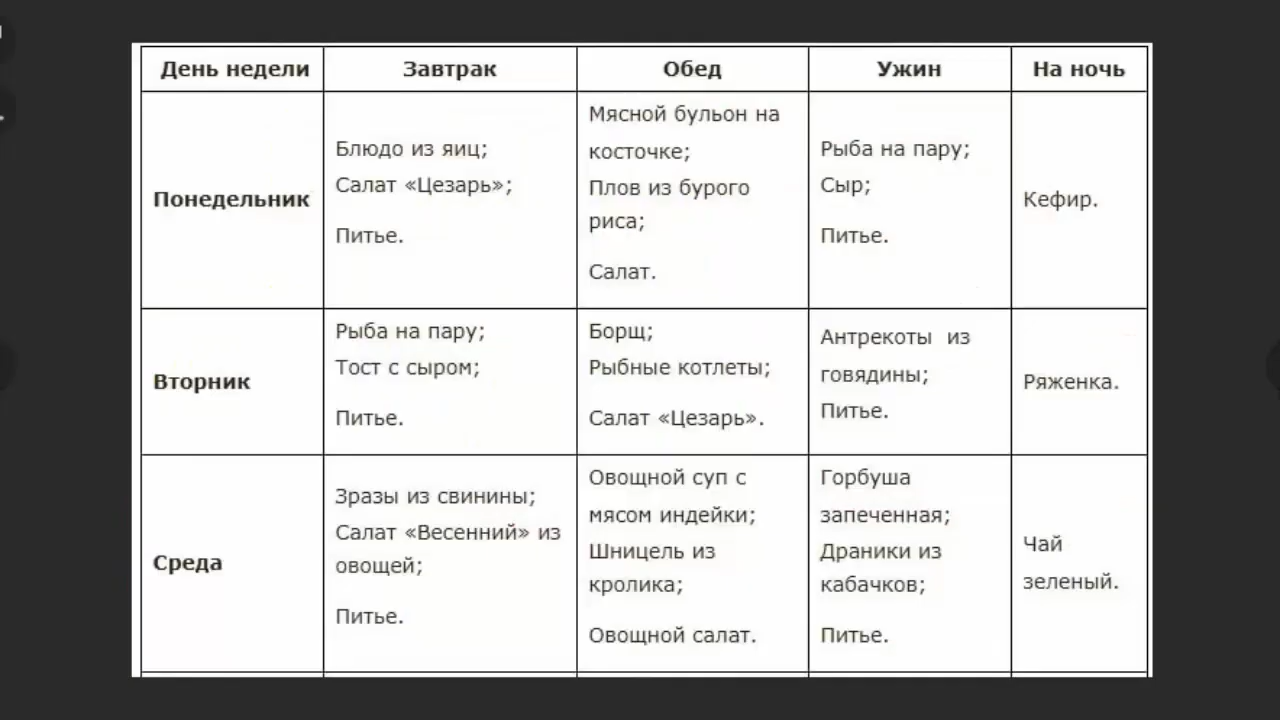 День недели
Завтрак
Обед
Ужин
На ночь
Понедельник
Блюдо из яиц;
Салат «Цезарь»;
Питье.
Мясной бульон на
косточке;
Плов из бурого
риса;
Салат.
Рыба на пару;
Сыр;
Питье.
Кефир.
Вторник
Рыба на пару;
Тост с сыром;
Питье.
Борщ;
Рыбные котлеты;
Салат «Цезарь».
Антрекоты из
говядины;
Питье.
Ряженка.
Среда
Зразы из свинины;
Салат «Весенний» из
овощей;
Питье.
Овощной суп с
мясом индейки;
Шницель из
кролика;
Овощной салат.
Горбуша
запеченная;
Драники из
кабачков;
Питье.
Чай
зеленый.